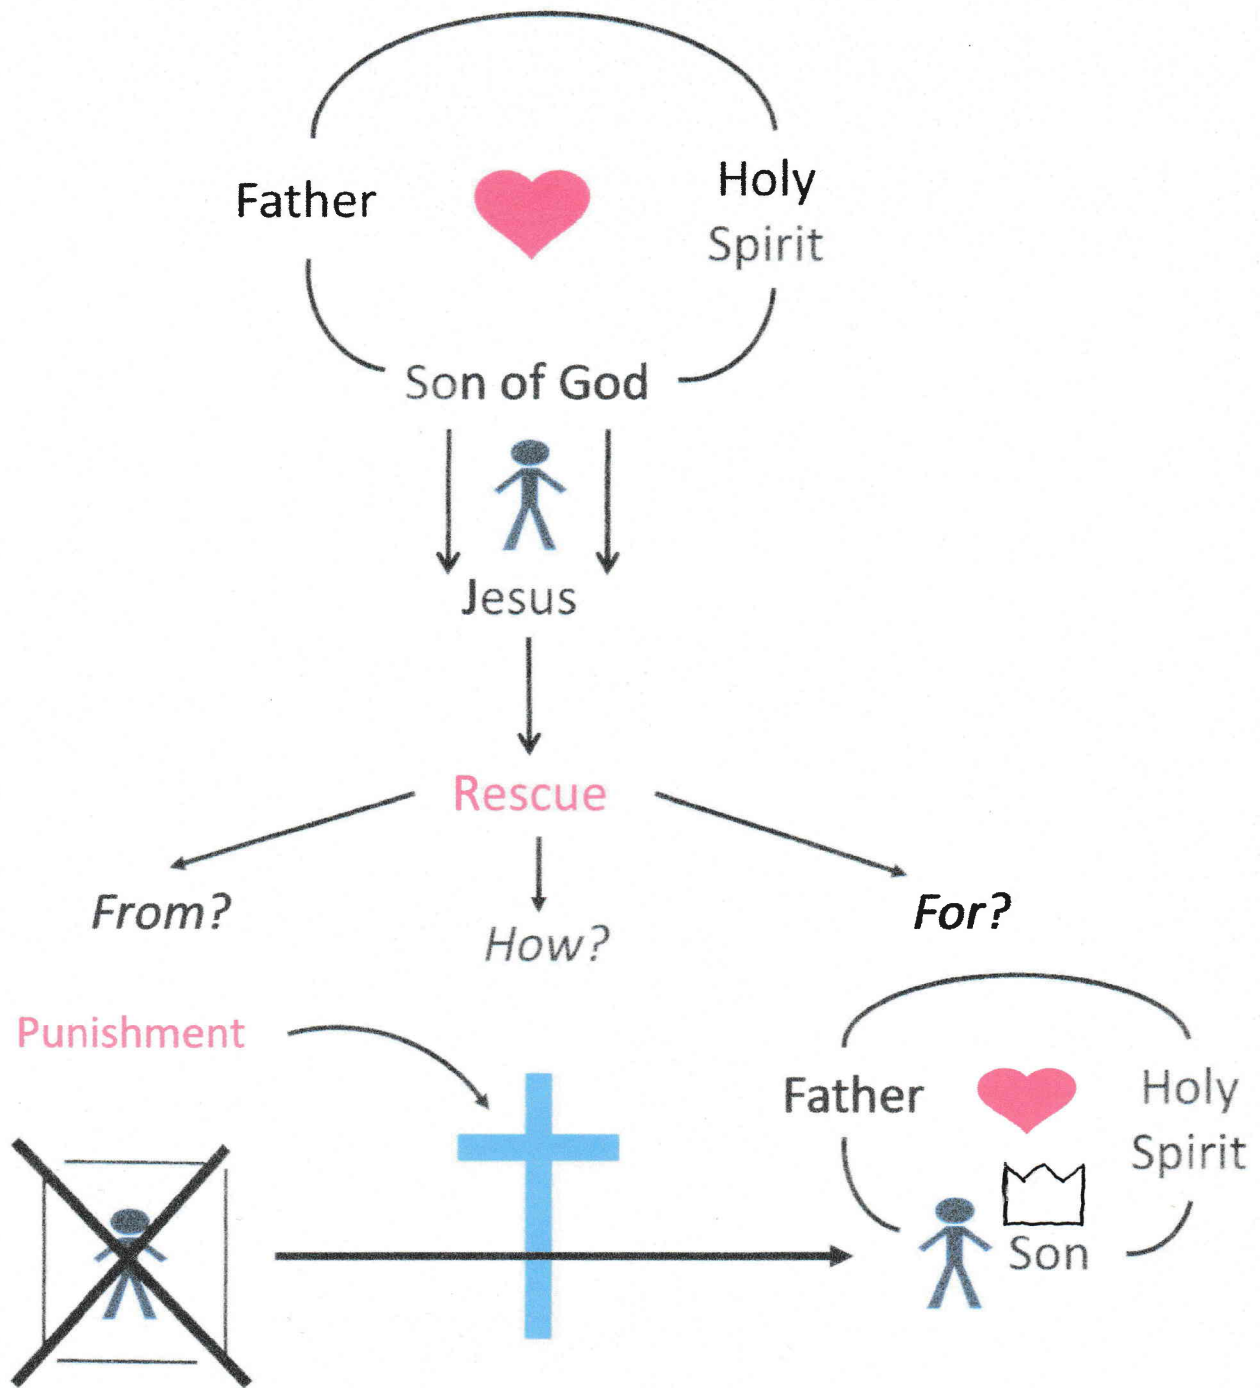 Father
Holy
Spirit
Son of God
Jesus
Rescue
From?
How?
For?
Punishment
Father
Holy
Spirit
Son